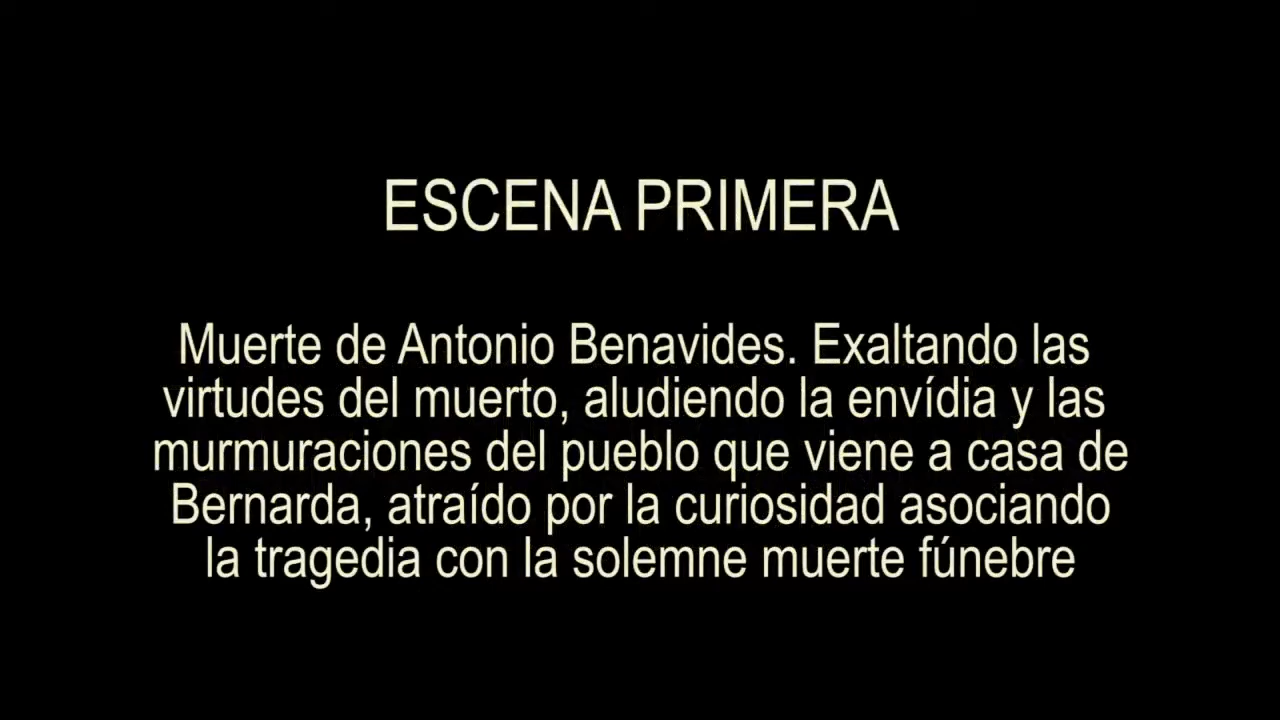 ESCENA PRIMERA
Muerte de Antonio Benavides. Exaltando las
virtudes del muerto, aludiendo la envídia y las
murmuraciones del pueblo que viene a casa de
Bernarda, atraído por la curiosidad asociando
la tragedia con la solemne muerte fúnebre